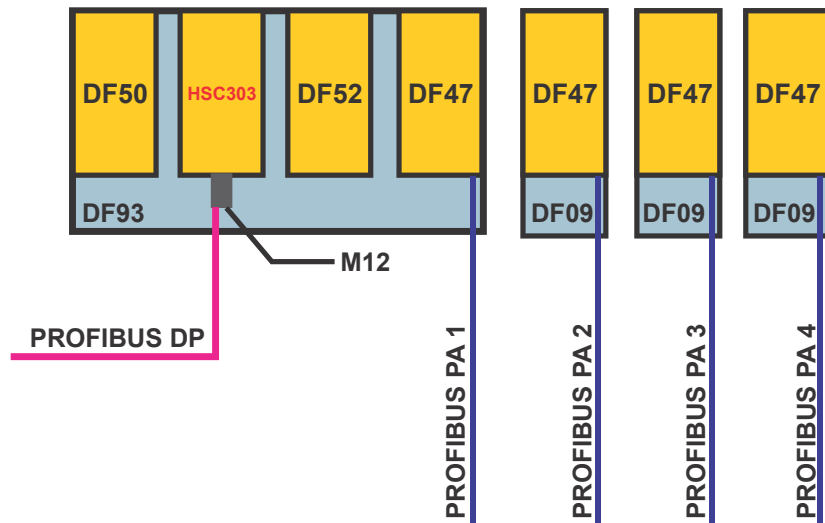 DF50
HSC303
DF52
DF47
DF47
DF47
DF47
DF93
DF09
DF09
DF09
M12
PROFIBUS DP
PROFIBUS PA 1
PROFIBUS PA 2
PROFIBUS PA 3
PROFIBUS PA 4